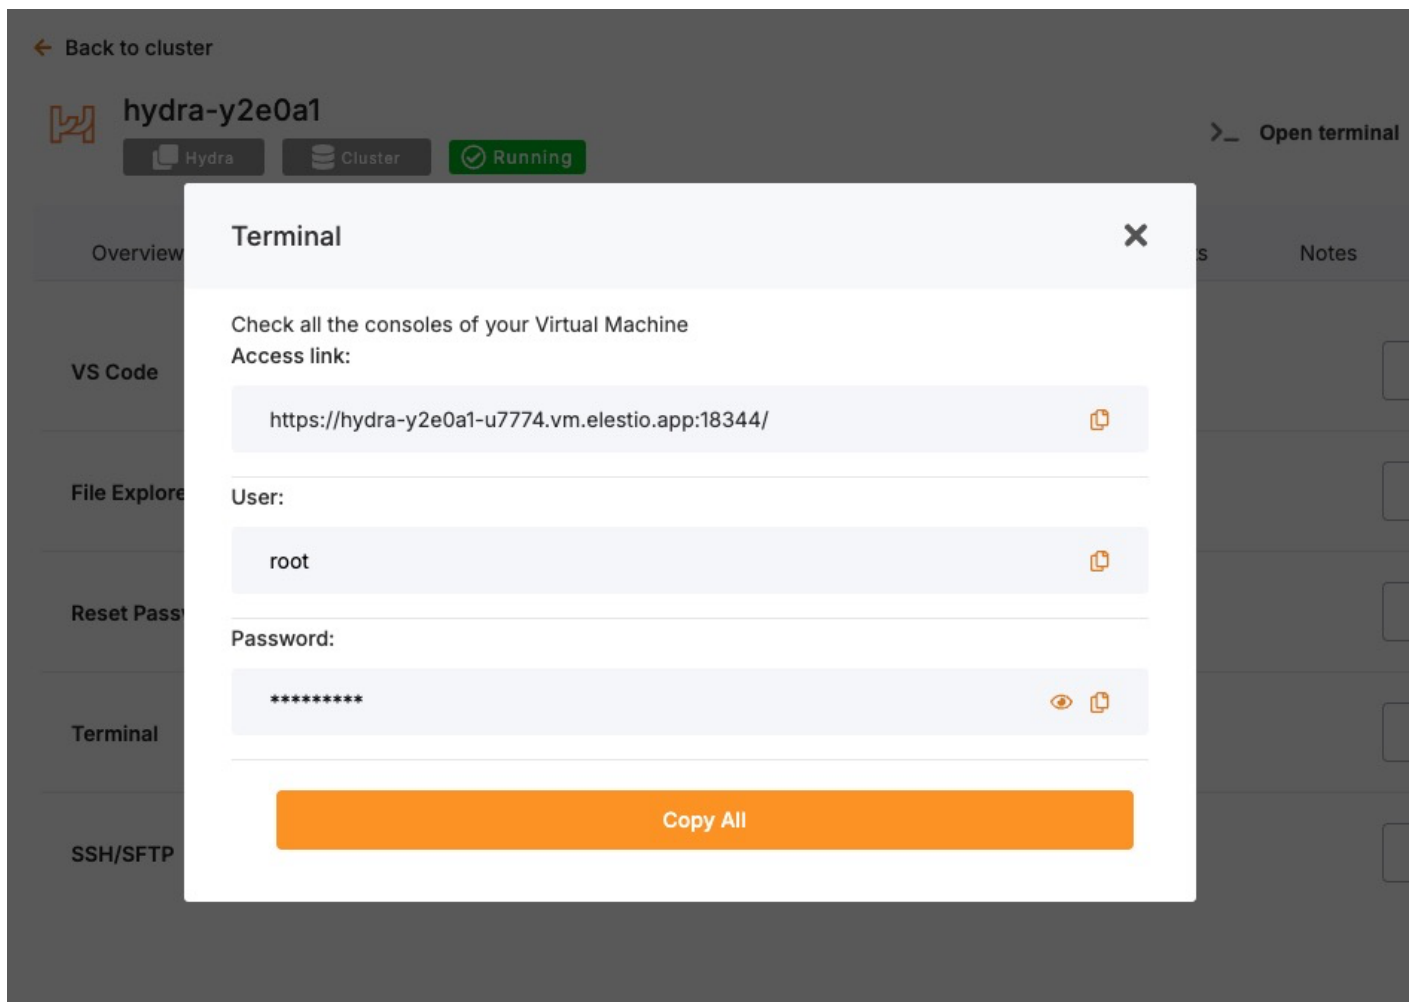 Back to cluster
hydra-y2e0a1
Hydra
Cluster
Running
>_ Open terminal
Overview
Notes
Terminal
Check all the consoles of your Virtual Machine
Access link:
https://hydra-y2e0a1-u7774.vm.elestio.app:18344/
User:
root
Password:
*********
Copy All
VS Code
File Explore
Reset Pass
Terminal
SSH/SFTP